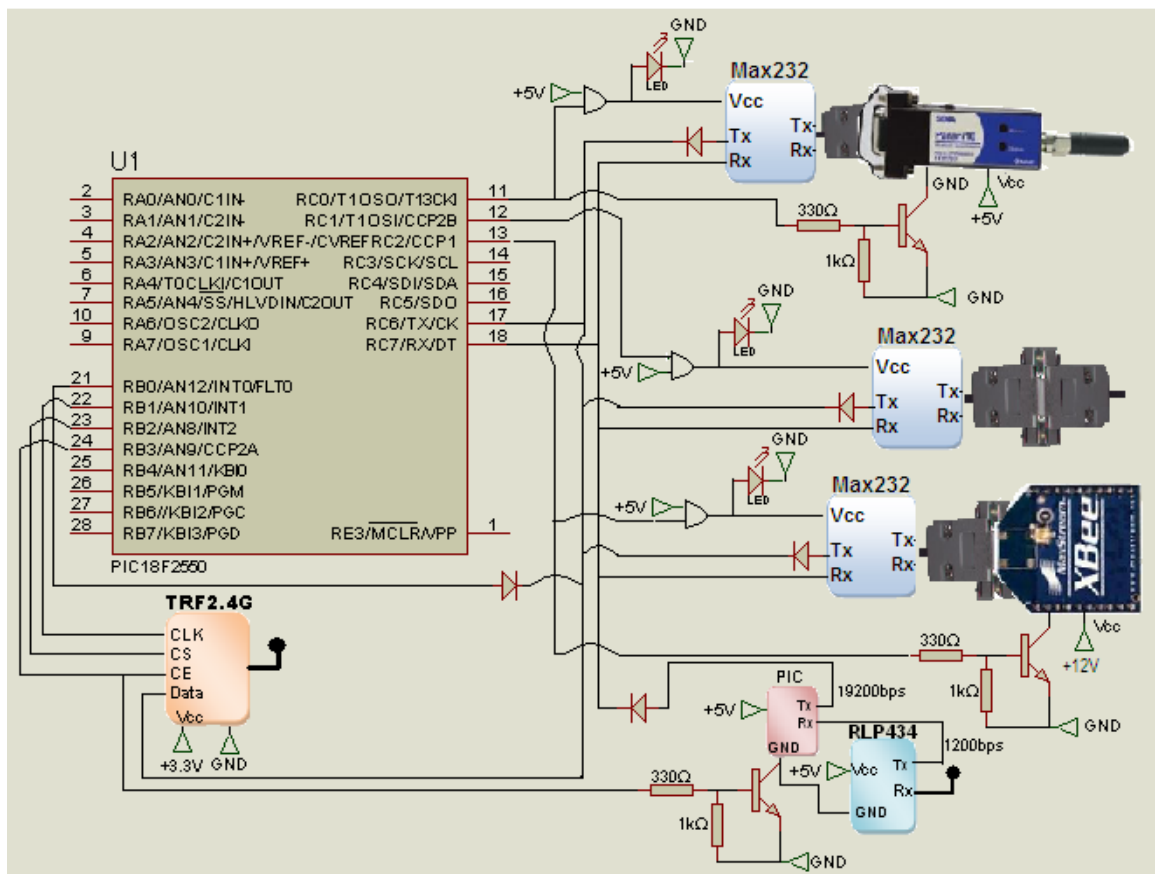 GND
LED
+5V
Max232
Vcc
Tx
Rx
Tx
Rx
SENA
GND
Vcc
+5V
330Ω
1kΩ
GND
U1
2 RA0/AN0/C1IN- RC0/T1OSO/T13CKI 11
3 RA1/AN1/C2IN- RC1/T1OSI/CCP2B 12
4 RA2/AN2/C2IN+/VREF-/CVREF RC2/CCP1 13
5 RA3/AN3/C1IN+/VREF+ RC3/SCK/SCL 14
6 RA4/T0CLKI/C1OUT RC4/SDI/SDA 15
7 RA5/AN4/SS/HLVDIN/C2OUT RC5/SDO 16
10 RA6/OSC2/CLKO RC6/TX/CK 17
9 RA7/OSC1/CLKI RC7/RX/DT 18
21 RB0/AN12/INT0/FLT0
22 RB1/AN10/INT1
23 RB2/AN8/INT2
24 RB3/AN9/CCP2A
25 RB4/AN11/KBI0
26 RB5/KBI1/PGM
27 RB6//KBI2/PGC
28 RB7/KBI3/PGD RE3/MCLR/VPP 1
PIC18F2550
GND
LED
+5V
Max232
Vcc
Tx
Rx
Tx
Rx
GND
LED
+5V
Max232
Vcc
Tx
Rx
Tx
Rx
MaxStream
XBee
Vcc
+12V
330Ω
1kΩ
GND
TRF2.4G
CLK
CS
CE
Data
Vcc
+3.3V
GND
PIC
+5V
Tx
Rx
GND
19200bps
1200bps
RLP434
+5V
Vcc
Tx
Rx
GND
330Ω
1kΩ
GND